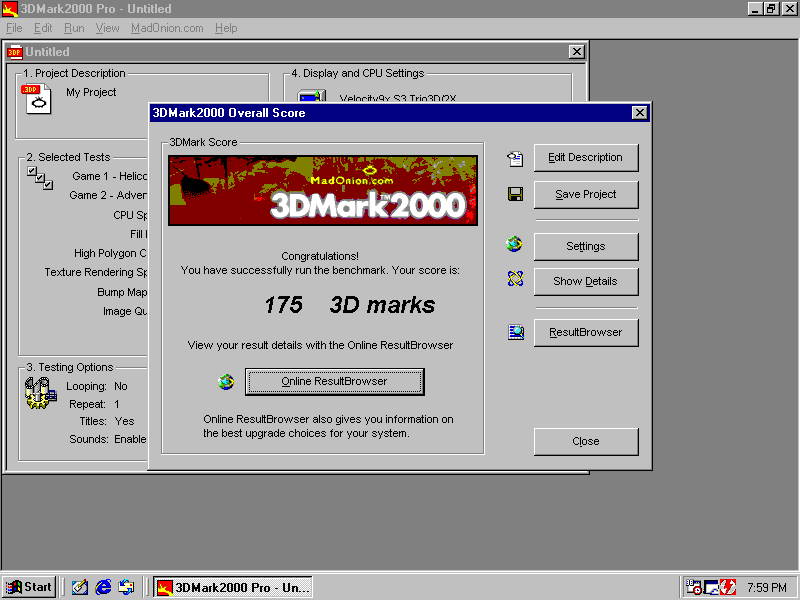 3DMark2000 Pro - Untitled
File Edit Run View MadOnion.com Help
Untitled
1. Project Description
My Project
2. Selected Tests
Game 1 - Helico
Game 2 - Adven
CPU Sp
Fill
High Polygon C
Texture Rendering Sp
Bump Map
Image Qu
3. Testing Options
Looping: No
Repeat: 1
Titles: Yes
Sounds: Enable
4. Display and CPU Settings
Velocity9x S3 Trio3D/2X
3DMark2000 Overall Score
3DMark Score
MadOnion.com
3DMark2000
Congratulations!
You have successfully run the benchmark. Your score is:
175 3D marks
View your result details with the Online ResultBrowser
Online ResultBrowser
Online ResultBrowser also gives you information on
the best upgrade choices for your system.
Edit Description
Save Project
Settings
Show Details
ResultBrowser
Close
Start
3DMark2000 Pro - Un...
7:59 PM